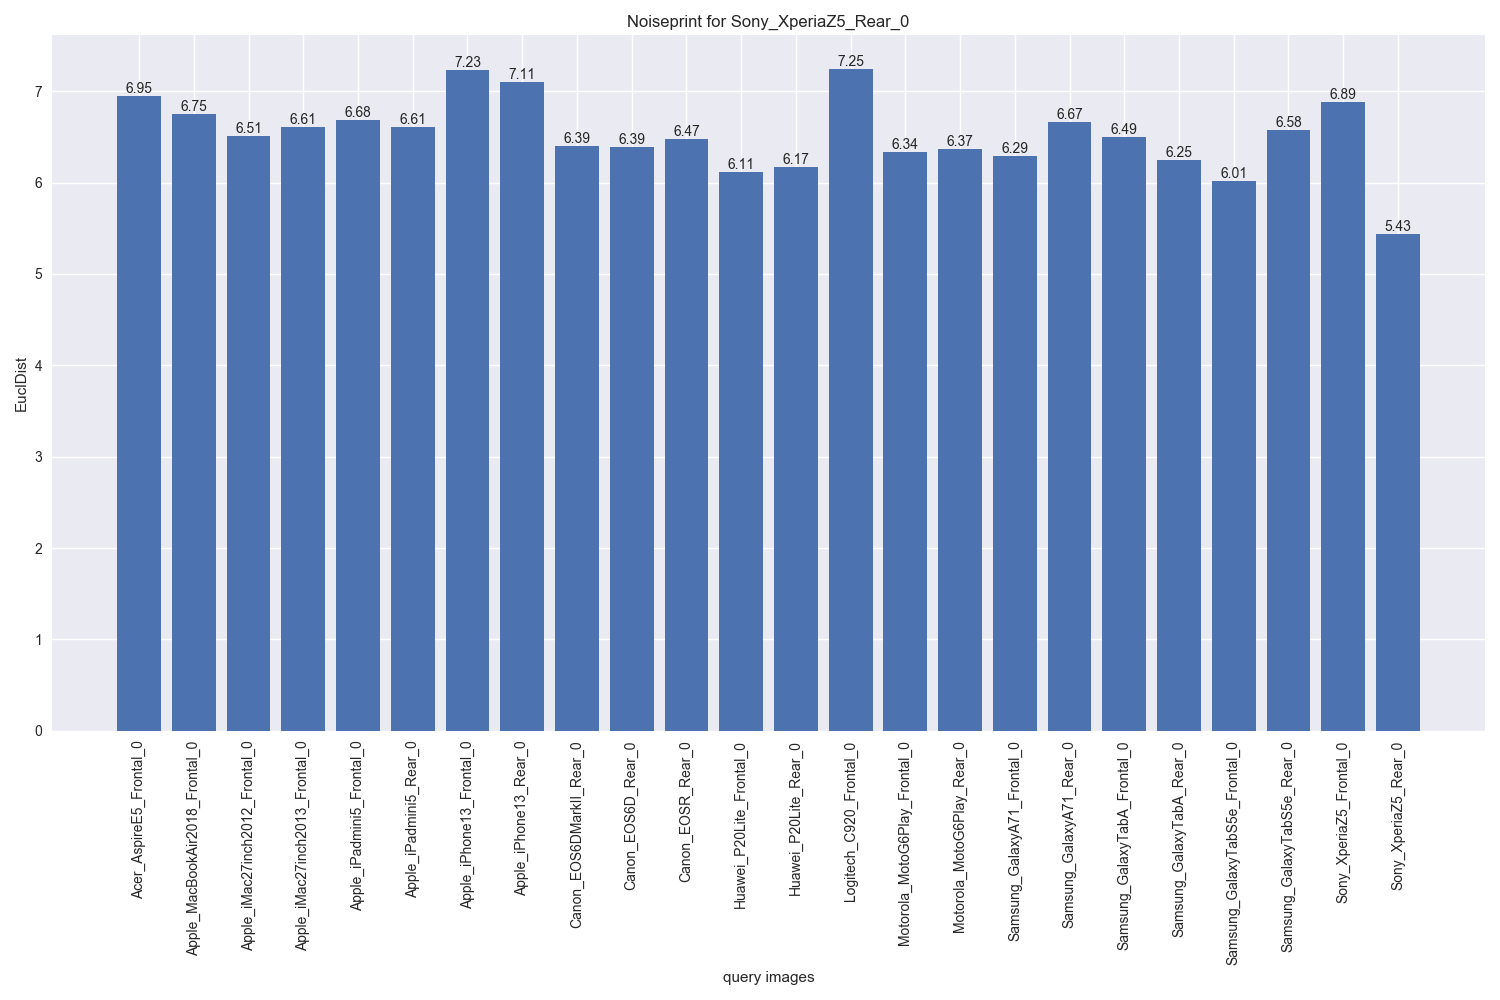 Noiseprint for Sony_XperiaZ5_Rear_0
EuclDist
7
6
5
4
3
2
1
0
6.95
6.75
6.51
6.61
6.68
6.61
7.23
7.11
6.39
6.39
6.47
6.11
6.17
7.25
6.34
6.37
6.29
6.67
6.49
6.25
6.01
6.58
6.89
5.43
Acer_AspireE5_Frontal_0
Apple_MacBookAir2018_Frontal_0
Apple_iMac27inch2012_Frontal_0
Apple_iMac27inch2013_Frontal_0
Apple_iPadmini5_Frontal_0
Apple_iPadmini5_Rear_0
Apple_iPhone13_Frontal_0
Apple_iPhone13_Rear_0
Canon_EOS6DMarkII_Rear_0
Canon_EOS6D_Rear_0
Canon_EOSR_Rear_0
Huawei_P20Lite_Frontal_0
Huawei_P20Lite_Rear_0
Logitech_C920_Frontal_0
Motorola_MotoG6Play_Frontal_0
Motorola_MotoG6Play_Rear_0
Samsung_GalaxyA71_Frontal_0
Samsung_GalaxyA71_Rear_0
Samsung_GalaxyTabA_Frontal_0
Samsung_GalaxyTabA_Rear_0
Samsung_GalaxyTabS5e_Frontal_0
Samsung_GalaxyTabS5e_Rear_0
Sony_XperiaZ5_Frontal_0
Sony_XperiaZ5_Rear_0
query images